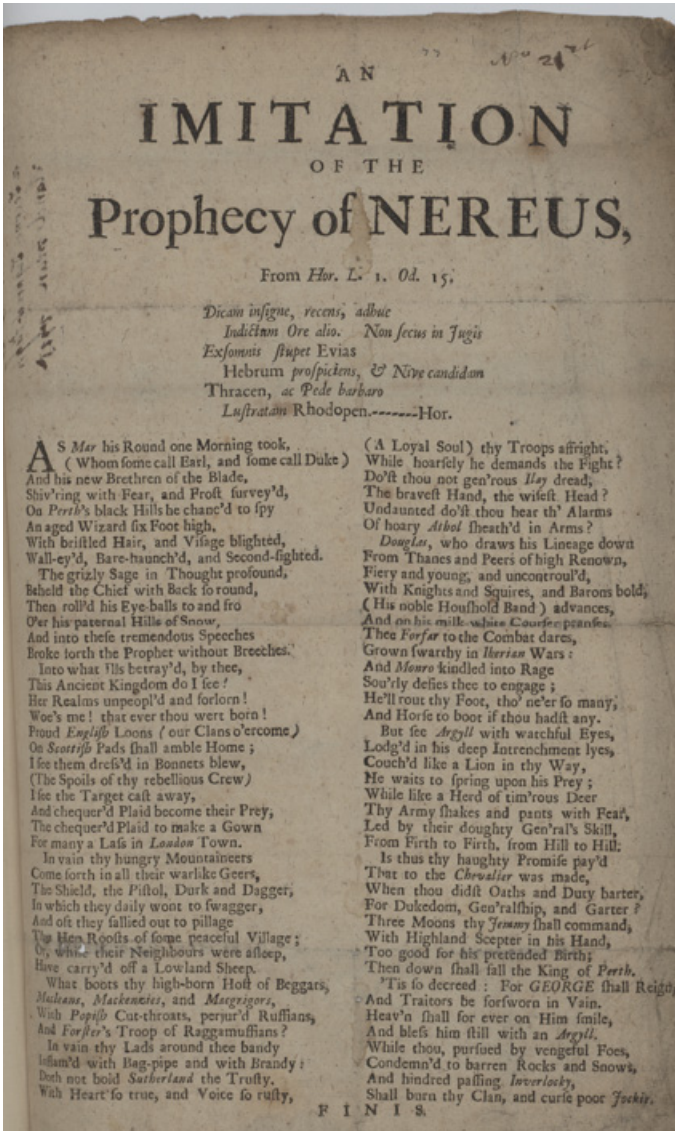 Nº 21st
AN
IMITATION
OF THE
Prophecy of NEREUS,
From Hor. L. 1. Od. 15.
Dicam inſigne, recens, adhuc
Indictum Ore alio. Non ſecus in Jugis
Exſomnis ſtupet Evias
Hebrum proſpiciens, & Nive candidam
Thracen, ac Pede barbaro
Luſtratam Rhodopen.-------Hor.
AS Mar his Round one Morning took,
(Whom ſome call Earl, and ſome call Duke)
And his new Brethren of the Blade,
Shiv'ring with Fear, and Froſt ſurvey'd,
On Perth's black Hills he chanc'd to ſpy
An aged Wizard ſix Foot high,
With briſtled Hair, and Viſage blighted,
Wall-ey'd, Bare-haunch'd, and Second-ſighted.
The grizly Sage in Thought profound,
Beheld the Chief with Back ſo round,
Then roll'd his Eye-balls to and fro
O'er his paternal Hills of Snow,
And into theſe tremendous Speeches
Broke forth the Prophet without Breeches.
Into what Ills betray'd, by thee,
This Ancient Kingdom do I ſee!
Her Realms unpeopl'd and forlorn!
Woe's me! that ever thou wert born!
Proud Engliſh Loons (our Clans o'ercome)
On Scottiſh Pads ſhall amble Home;
I ſee them dreſs'd in Bonnets blew,
(The Spoils of thy rebellious Crew)
I ſee the Target caſt away,
And chequer'd Plaid become their Prey,
The chequer'd Plaid to make a Gown
For many a Laſs in London Town.
In vain thy hungry Mountaineers
Come forth in all their warlike Geers,
The Shield, the Piſtol, Durk and Dagger,
In which they daily wont to ſwagger,
And oft they ſallied out to pillage
The Hen Rooſts of ſome peaceful Village;
Or, while their Neighbours were aſleep,
Have carry'd off a Lowland Sheep.
What boots thy high-born Hoſt of Beggars,
Macleans, Mackenzies, and Macgrigors,
With Popiſh Cut-throats, perjur'd Ruffians,
And Forſter's Troop of Raggamuffians?
In vain thy Lads around thee bandy
Inflam'd with Bag-pipe and with Brandy:
Doth not bold Sutherland the Truſty.
With Heart ſo true, and Voice ſo ruſty,
(A Loyal Soul) thy Troops affright,
While hoarſely he demands the Fight?
Do'ſt thou not gen'rous Ilay dread,
The braveſt Hand, the wiſeſt Head?
Undaunted do'ſt thou hear th' Alarms
Of hoary Athol ſheath'd in Arms?
Douglas, who draws his Lineage down
From Thanes and Peers of high Renown,
Fiery and young, and uncontroul'd,
With Knights and Squires, and Barons bold,
(His noble Houſhold Band) advances,
And on his milk-white Courſer prances.
Thee Forfar to the Combat dares,
Grown ſwarthy in Iberian Wars:
And Monro kindled into Rage
Sou'rly defies thee to engage;
He'll rout thy Foot, tho' ne'er ſo many,
And Horſe to boot if thou hadſt any.
But ſee Argyll with watchful Eyes,
Lodg'd in his deep Intrenchment lyes,
Couch'd like a Lion in thy Way,
He waits to ſpring upon his Prey;
While like a Herd of tim'rous Deer
Thy Army ſhakes and pants with Fear,
Led by their doughty Gen'ral's Skill,
From Firth to Firth, from Hill to Hill.
Is thus thy haughty Promiſe pay'd
That to the Chevalier was made,
When thou didſt Oaths and Duty barter,
For Dukedom, Gen'ralſhip, and Garter?
Three Moons thy Jemmy ſhall command,
With Highland Scepter in his Hand,
Too good for his pretended Birth;
Then down ſhall fall the King of Perth.
'Tis ſo decreed: For GEORGE ſhall Reign,
And Traitors be forſworn in Vain.
Heav'n ſhall for ever on Him ſmile,
And bleſs him ſtill with an Argyll.
While thou, purſued by vengeful Foes,
Condemn'd to barren Rocks and Snows,
And hindred paſſing Inverlocky,
Shall burn thy Clan, and curſe poor Jockie.
FINIS.